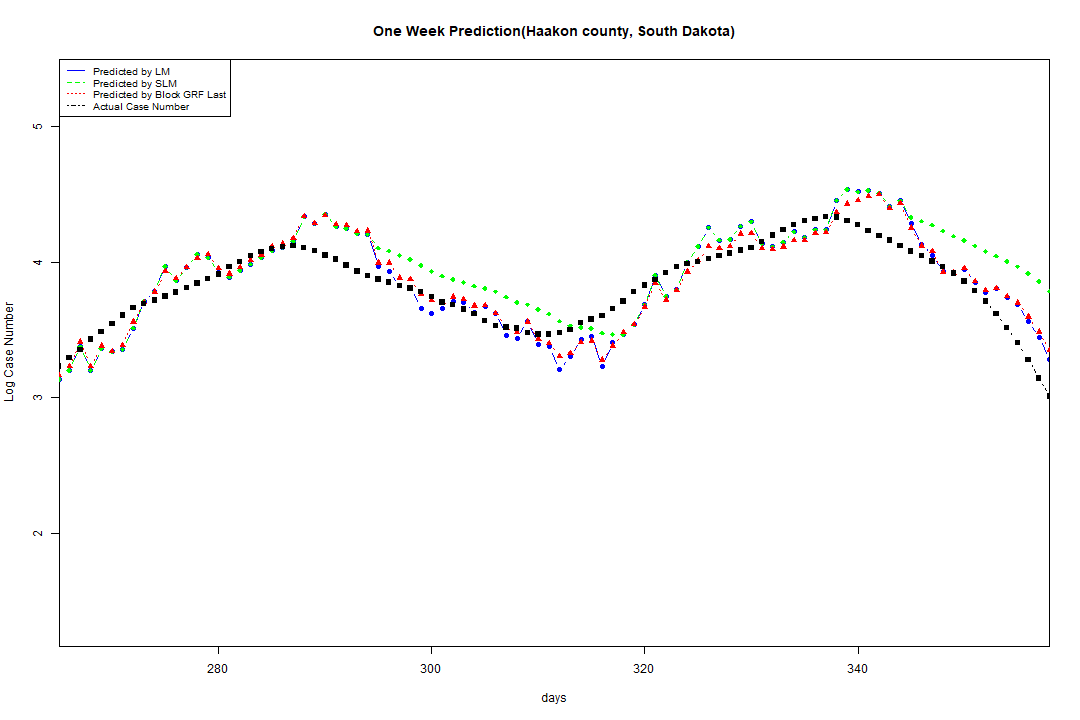 One Week Prediction(Haakon county, South Dakota)
Predicted by LM
Predicted by SLM
Predicted by Block GRF Last
Actual Case Number
5
4
3
2
Log Case Number
280 300 320 340
days